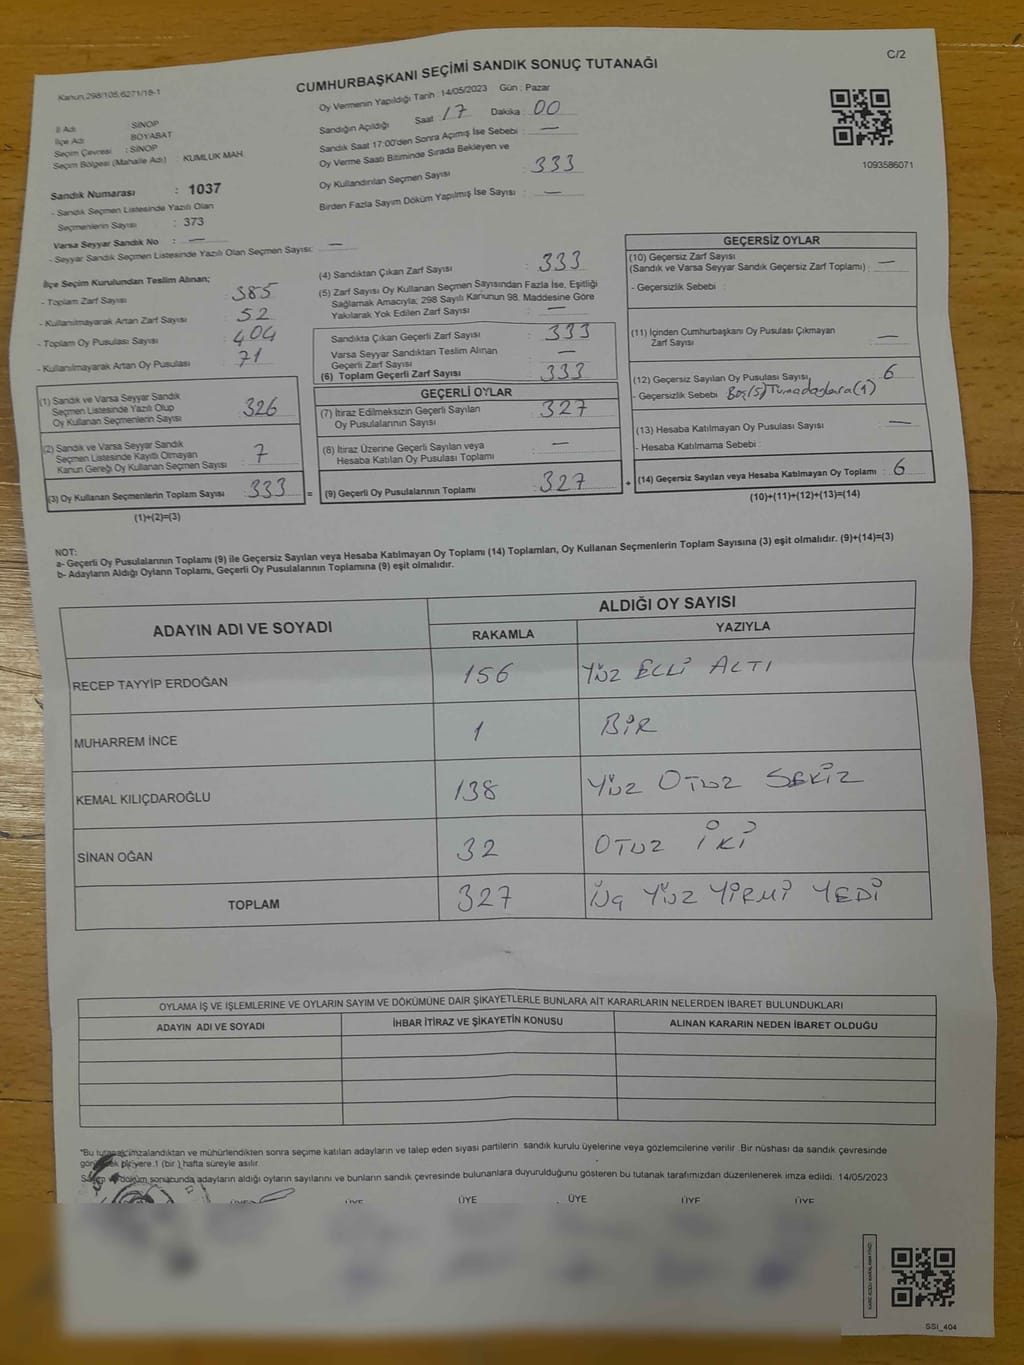 C/2
Kanun;298/105,6271/18-1
CUMHURBAŞKANI SEÇİMİ SANDIK SONUÇ TUTANAĞI
Oy Vermenin Yapıldığı Tarih : 14/05/2023 Gün : Pazar
Sandığın Açıldığı Saat : 17 Dakika : 00
Sandık Saat 17:00'den Sonra Açmış İse Sebebi : —
Oy Verme Saati Bitiminde Sırada Bekleyen ve
Oy Kullandırılan Seçmen Sayısı : 333
Birden Fazla Sayım Döküm Yapılmış İse Sayısı : —
1093586071
İl Adı SİNOP
İlçe Adı BOYABAT
Seçim Çevresi : SİNOP
Seçim Bölgesi (Mahalle Adı) : KUMLUK MAH
Sandık Numarası : 1037
- Sandık Seçmen Listesinde Yazılı Olan
Seçmenlerin Sayısı : 373
Varsa Seyyar Sandık No : —
- Seyyar Sandık Seçmen Listesinde Yazılı Olan Seçmen Sayısı: —
İlçe Seçim Kurulundan Teslim Alınan;
- Toplam Zarf Sayısı : 385
- Kullanılmayarak Artan Zarf Sayısı : 52
- Toplam Oy Pusulası Sayısı : 404
- Kullanılmayarak Artan Oy Pusulası : 71
(1) Sandık ve Varsa Seyyar Sandık
Seçmen Listesinde Yazılı Olup
Oy Kullanan Seçmenlerin Sayısı : 326
(2) Sandık ve Varsa Seyyar Sandık
Seçmen Listesinde Kayıtlı Olmayan
Kanun Gereği Oy Kullanan Seçmen Sayısı : 7
(3) Oy Kullanan Seçmenlerin Toplam Sayısı : 333
(1)+(2)=(3)
(4) Sandıktan Çıkan Zarf Sayısı : 333
(5) Zarf Sayısı Oy Kullanan Seçmen Sayısından Fazla İse, Eşitliği
Sağlamak Amacıyla; 298 Sayılı Kanunun 98. Maddesine Göre
Yakılarak Yok Edilen Zarf Sayısı : —
Sandıkta Çıkan Geçerli Zarf Sayısı : 333
Varsa Seyyar Sandıktan Teslim Alınan
Geçerli Zarf Sayısı : —
(6) Toplam Geçerli Zarf Sayısı : 333
GEÇERLİ OYLAR
(7) İtiraz Edilmeksizin Geçerli Sayılan
Oy Pusulalarının Sayısı : 327
(8) İtiraz Üzerine Geçerli Sayılan veya
Hesaba Katılan Oy Pusulası Toplamı : —
= (9) Geçerli Oy Pusulalarının Toplamı : 327
GEÇERSİZ OYLAR
(10) Geçersiz Zarf Sayısı
(Sandık ve Varsa Seyyar Sandık Geçersiz Zarf Toplamı) : —
- Geçersizlik Sebebi :
(11) İçinden Cumhurbaşkanı Oy Pusulası Çıkmayan
Zarf Sayısı : —
(12) Geçersiz Sayılan Oy Pusulası Sayısı : 6
- Geçersizlik Sebebi Boş(5)
(13) Hesaba Katılmayan Oy Pusulası Sayısı : —
- Hesaba Katılmama Sebebi :
+ (14) Geçersiz Sayılan veya Hesaba Katılmayan Oy Toplamı : 6
(10)+(11)+(12)+(13)=(14)
NOT:
a- Geçerli Oy Pusulalarının Toplamı (9) ile Geçersiz Sayılan veya Hesaba Katılmayan Oy Toplamı (14) Toplamları, Oy Kullanan Seçmenlerin Toplam Sayısına (3) eşit olmalıdır. (9)+(14)=(3)
b- Adayların Aldığı Oyların Toplamı, Geçerli Oy Pusulalarının Toplamına (9) eşit olmalıdır.
ADAYIN ADI VE SOYADI ALDIĞI OY SAYISI
RAKAMLA YAZIYLA
RECEP TAYYİP ERDOĞAN 156 YÜZ ELLİ ALTI
MUHARREM İNCE 1 BİR
KEMAL KILIÇDAROĞLU 138 YÜZ OTUZ SEKİZ
SİNAN OĞAN 32 OTUZ İKİ
TOPLAM 327 ÜÇ YÜZ YİRMİ YEDİ
OYLAMA İŞ VE İŞLEMLERİNE VE OYLARIN SAYIM VE DÖKÜMÜNE DAİR ŞİKAYETLERLE BUNLARA AİT KARARLARIN NELERDEN İBARET BULUNDUKLARI
ADAYIN ADI VE SOYADI İHBAR İTİRAZ VE ŞİKAYETİN KONUSU ALINAN KARARIN NEDEN İBARET OLDUĞU
*Bu tutanak imzalandıktan ve mühürlendikten sonra seçime katılan adayların ve talep eden siyasi partilerin sandık kurulu üyelerine veya gözlemcilerine verilir. Bir nüshası da sandık çevresinde
bir yere 1 (bir ) hafta süreyle asılır.
döküm sonucunda adayların aldığı oyların sayılarını ve bunların sandık çevresinde bulunanlara duyurulduğunu gösteren bu tutanak tarafımızdan düzenlenerek imza edildi. 14/05/2023
ÜYE ÜYE ÜYE ÜYE ÜYE ÜYE
SSI_404